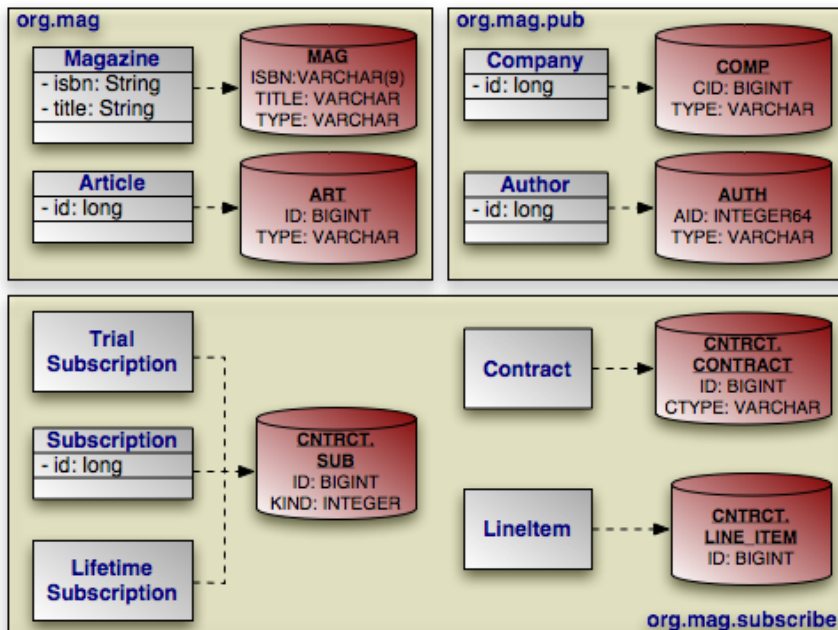 org.mag
Magazine
- isbn: String
- title: String
MAG
ISBN:VARCHAR(9)
TITLE: VARCHAR
TYPE: VARCHAR
Article
- id: long
ART
ID: BIGINT
TYPE: VARCHAR
org.mag.pub
Company
- id: long
COMP
CID: BIGINT
TYPE: VARCHAR
Author
- id: long
AUTH
AID: INTEGER64
TYPE: VARCHAR
Trial
Subscription
Subscription
- id: long
Lifetime
Subscription
CNTRCT.
SUB
ID: BIGINT
KIND: INTEGER
Contract
CNTRCT.
CONTRACT
ID: BIGINT
CTYPE: VARCHAR
LineItem
CNTRCT.
LINE_ITEM
ID: BIGINT
org.mag.subscribe